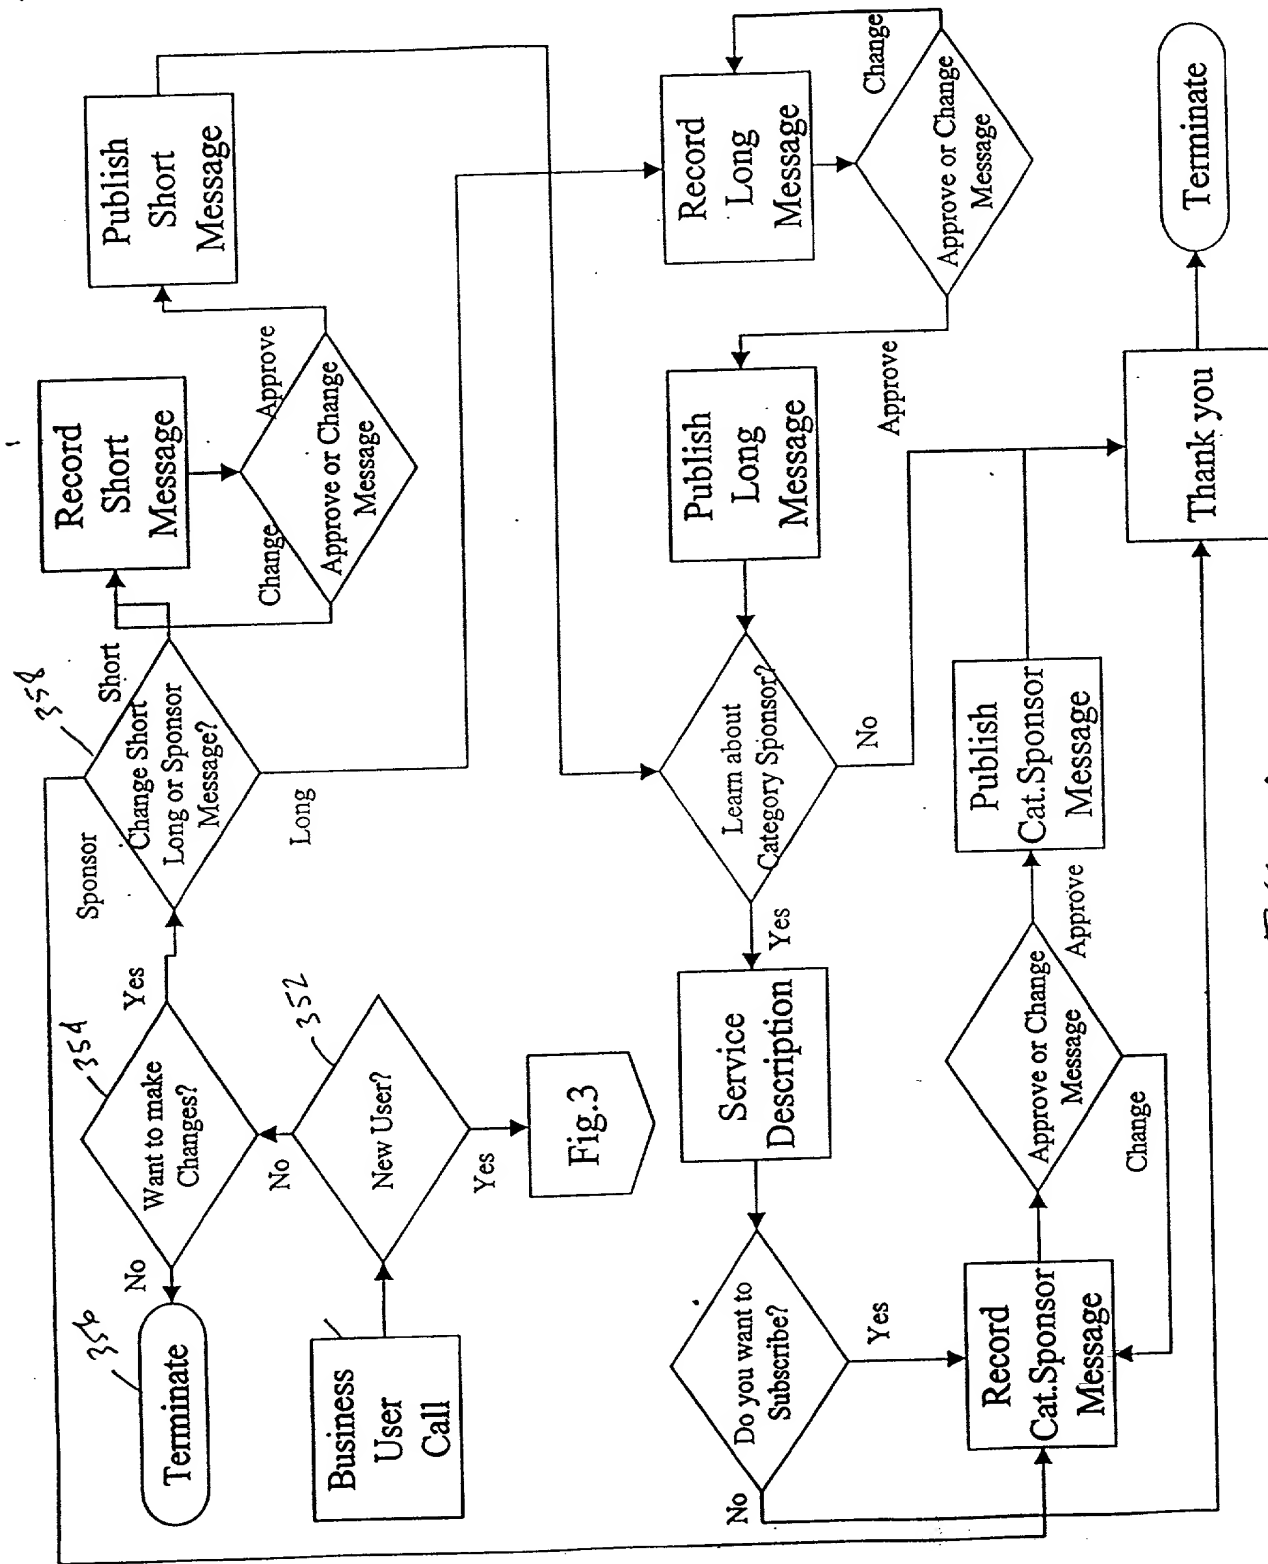 356
Terminate
No
354
Want to make
Changes?
Yes
Sponsor
358
Change Short
Long or Sponsor
Message?
Short
Long
Record
Short
Message
Change
Approve
Approve or Change
Message
Publish
Short
Message
Business
User
Call
352
New User?
No
Yes
Fig.3
Do you want to
Subscribe?
No
Yes
Service
Description
Yes
Learn about
Category Sponsor?
No
Publish
Long
Message
Approve
Record
Long
Message
Change
Approve or Change
Message
Record
Cat.Sponsor
Message
Change
Approve or Change
Message
Approve
Publish
Cat.Sponsor
Message
Thank you
Terminate